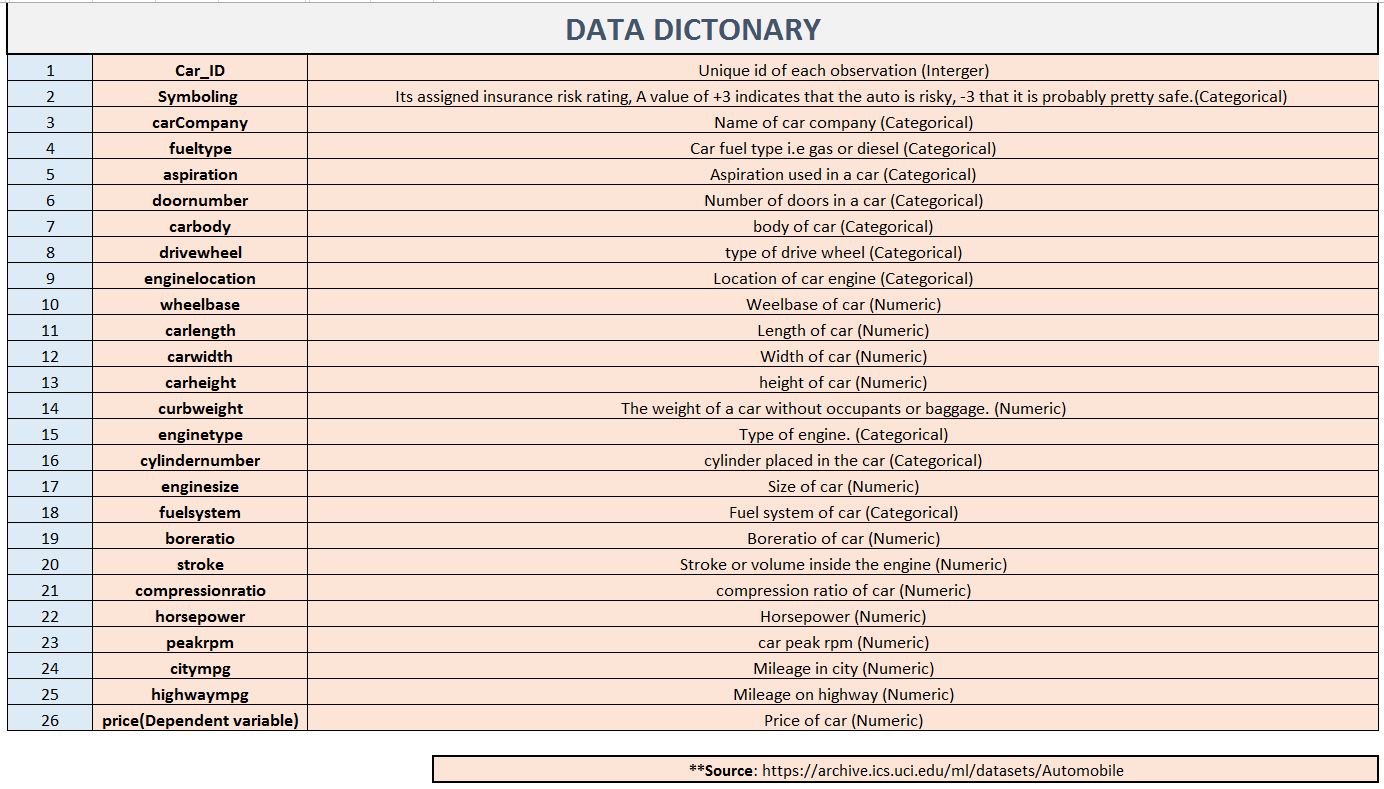 DATA DICTONARY
1 Car_ID Unique id of each observation (Interger)
2 Symboling Its assigned insurance risk rating, A value of +3 indicates that the auto is risky, -3 that it is probably pretty safe.(Categorical)
3 carCompany Name of car company (Categorical)
4 fueltype Car fuel type i.e gas or diesel (Categorical)
5 aspiration Aspiration used in a car (Categorical)
6 doornumber Number of doors in a car (Categorical)
7 carbody body of car (Categorical)
8 drivewheel type of drive wheel (Categorical)
9 enginelocation Location of car engine (Categorical)
10 wheelbase Weelbase of car (Numeric)
11 carlength Length of car (Numeric)
12 carwidth Width of car (Numeric)
13 carheight height of car (Numeric)
14 curbweight The weight of a car without occupants or baggage. (Numeric)
15 enginetype Type of engine. (Categorical)
16 cylindernumber cylinder placed in the car (Categorical)
17 enginesize Size of car (Numeric)
18 fuelsystem Fuel system of car (Categorical)
19 boreratio Boreratio of car (Numeric)
20 stroke Stroke or volume inside the engine (Numeric)
21 compressionratio compression ratio of car (Numeric)
22 horsepower Horsepower (Numeric)
23 peakrpm car peak rpm (Numeric)
24 citympg Mileage in city (Numeric)
25 highwaympg Mileage on highway (Numeric)
26 price(Dependent variable) Price of car (Numeric)
**Source: https://archive.ics.uci.edu/ml/datasets/Automobile